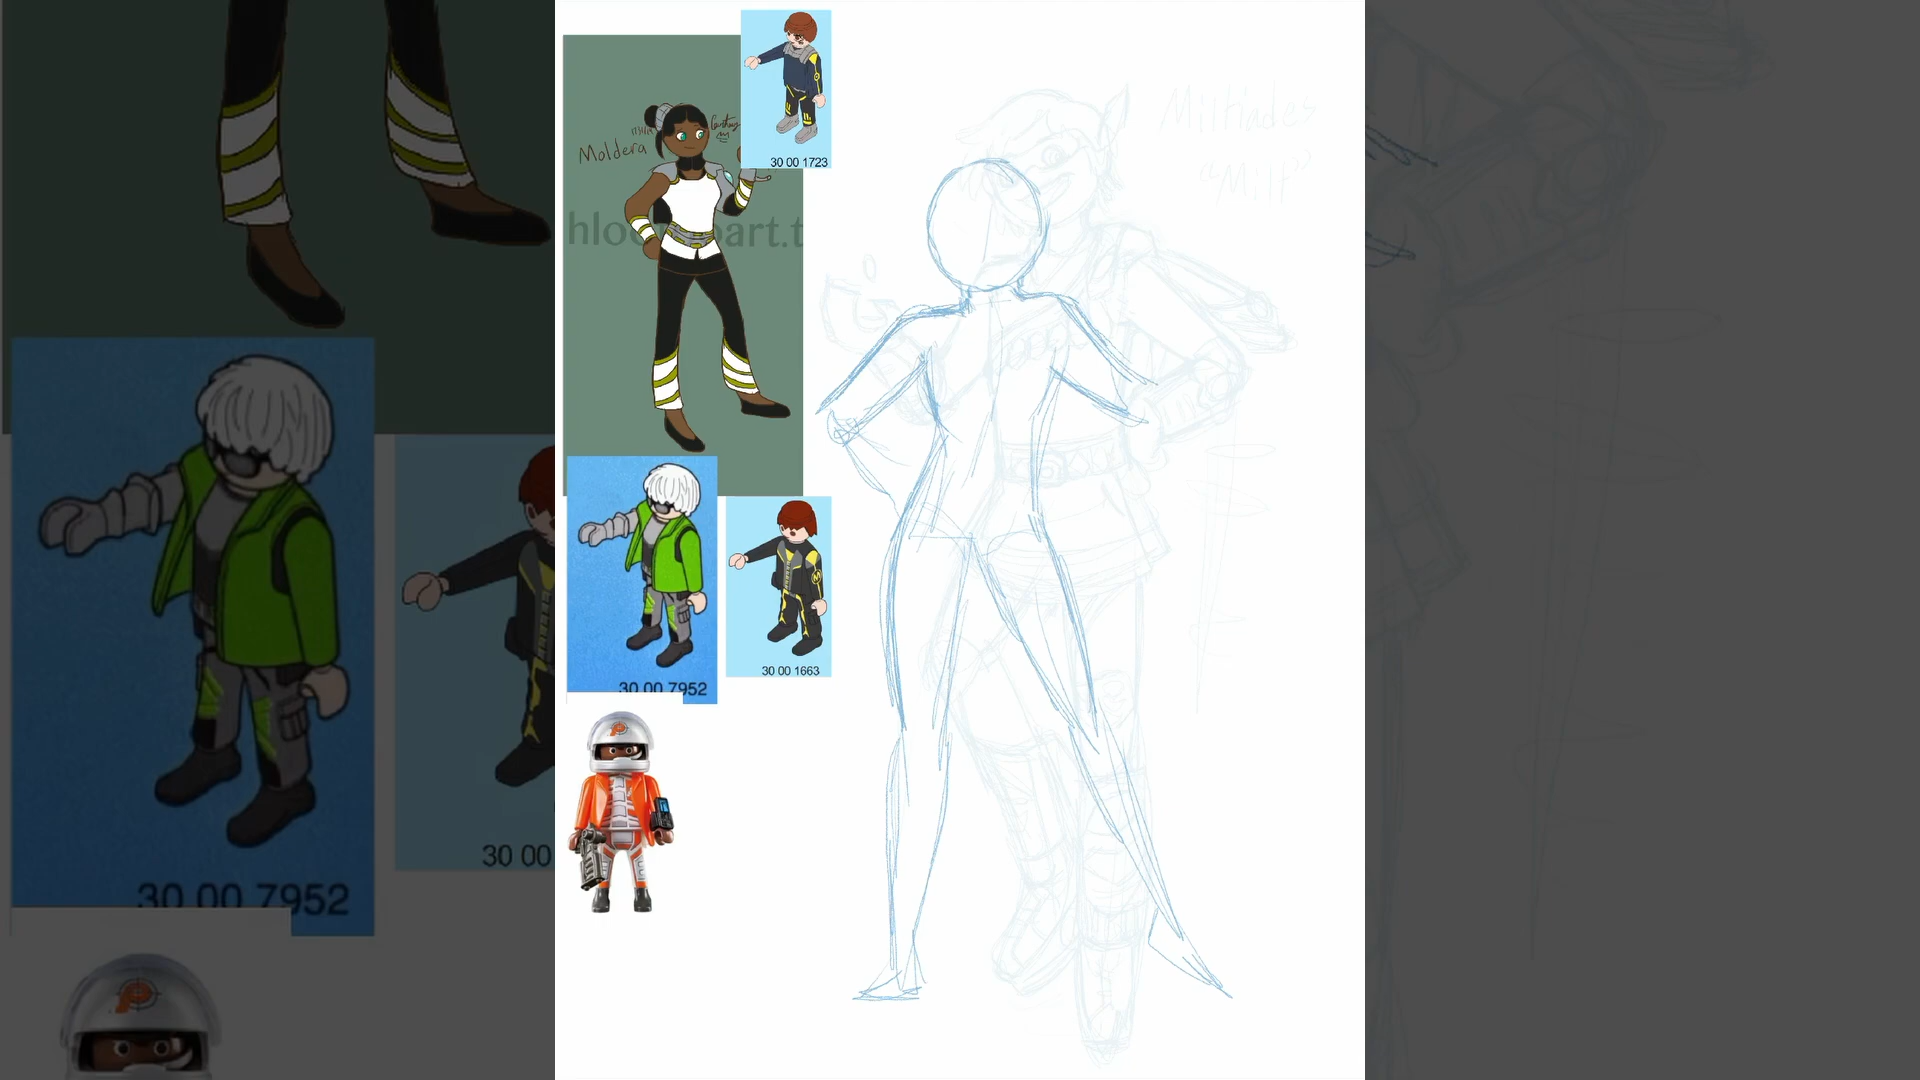 30 00 1723
Moldera
Miltiades
"Milt"
30 00 7952
30 00 1663
30 00
30 00 7952